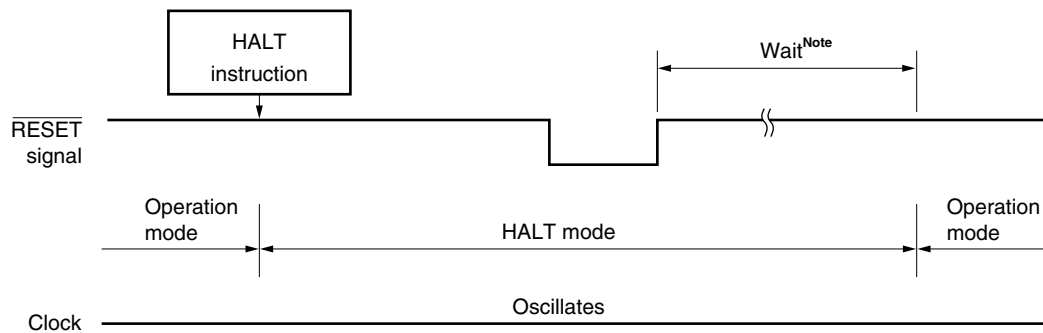 HALT
instruction
Wait Note
RESET
signal
Operation
mode
HALT mode
Operation
mode
Oscillates
Clock